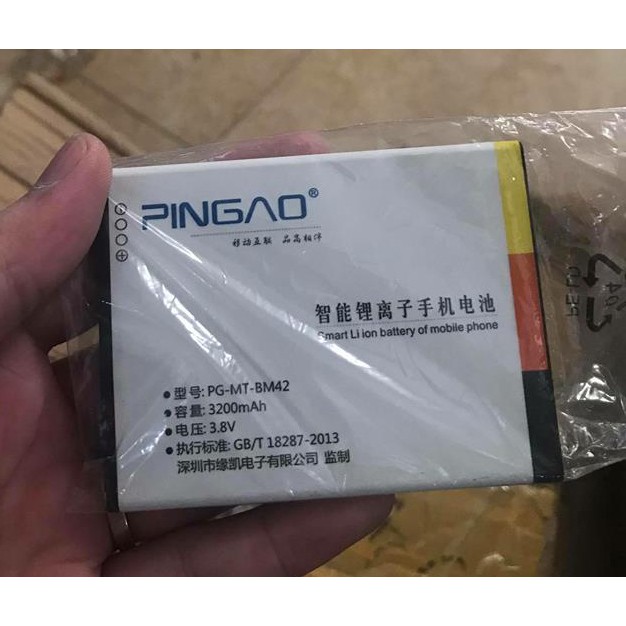 PINGAO®
移动互联 品高相伴
智能锂离子手机电池
Smart Li ion battery of mobile phone
●型号: PG-MT-BM42
●容量: 3200mAh
●电压: 3.8V
●执行标准: GB/T 18287-2013
深圳市缘凯电子有限公司 监制